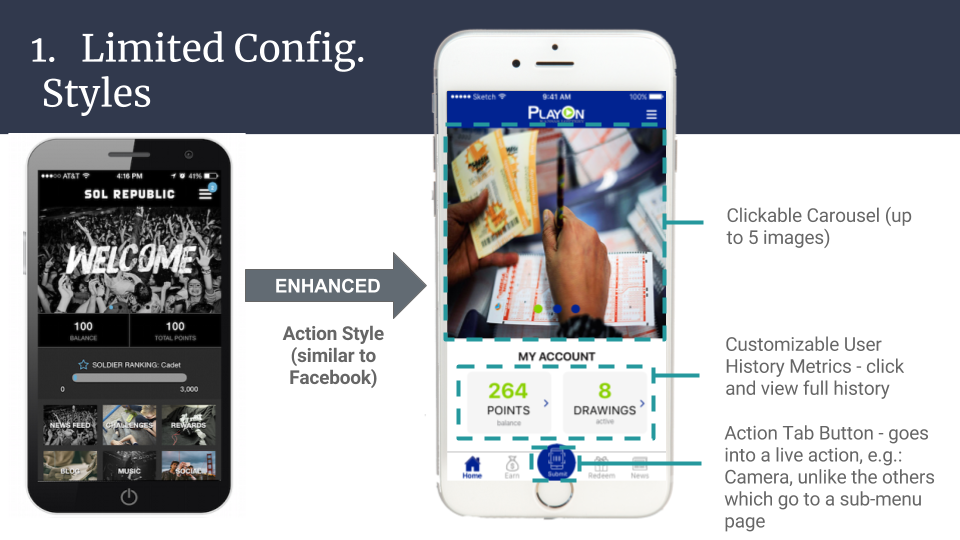 1. Limited Config.
Styles
AT&T 4:16 PM 41%
SOL REPUBLIC
2
WELCOME
100 100
BALANCE TOTAL POINTS
SOLDIER RANKING: Cadet
0 3,000
NEWS FEED CHALLENGES REWARDS
BLOG MUSIC SOCIAL
ENHANCED
Action Style
(similar to
Facebook)
Sketch 9:41 AM 100%
PLAYON
MY ACCOUNT
264 8
POINTS DRAWINGS
balance active
Home Earn Submit Redeem News
Clickable Carousel (up
to 5 images)
Customizable User
History Metrics - click
and view full history
Action Tab Button - goes
into a live action, e.g.:
Camera, unlike the others
which go to a sub-menu
page